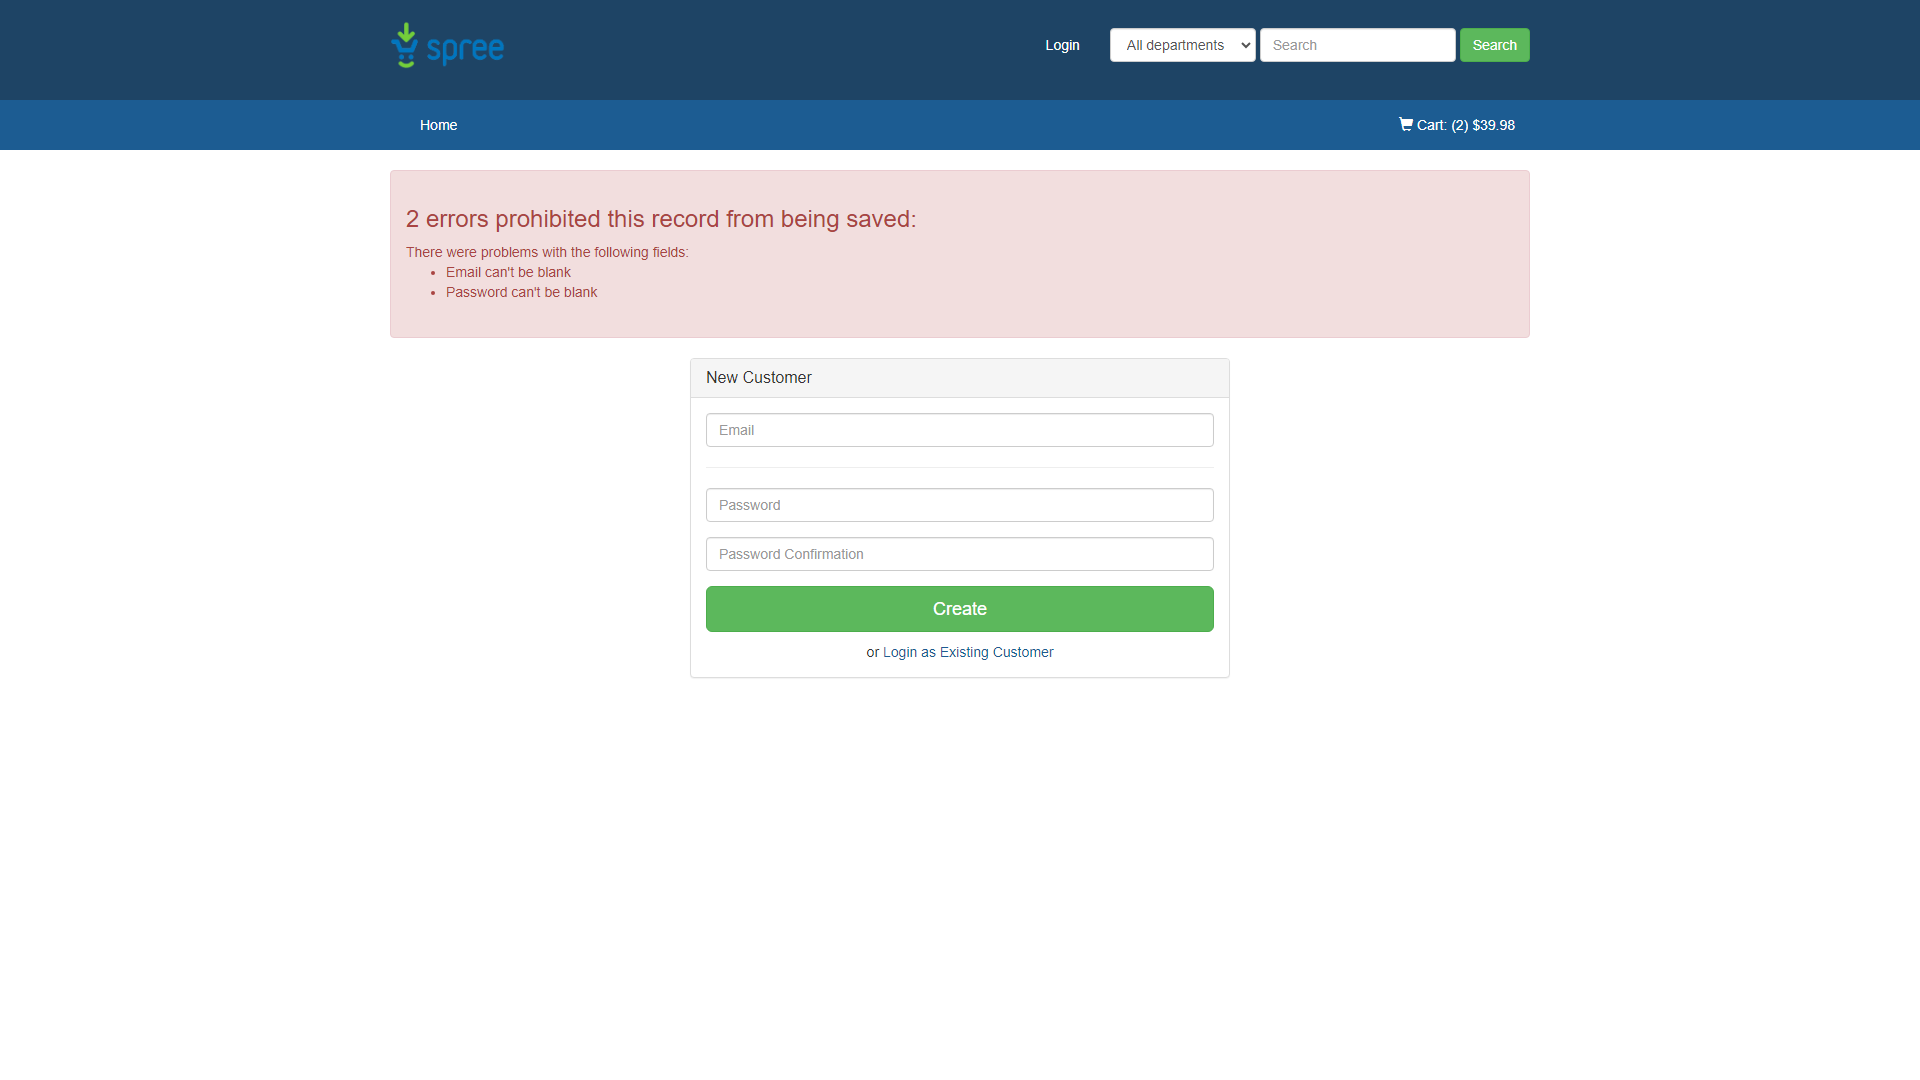 spree
Login
All departments
Search
Search
Home
Cart: (2) $39.98
2 errors prohibited this record from being saved:
There were problems with the following fields:
• Email can't be blank
• Password can't be blank
New Customer
Email
Password
Password Confirmation
Create
or Login as Existing Customer